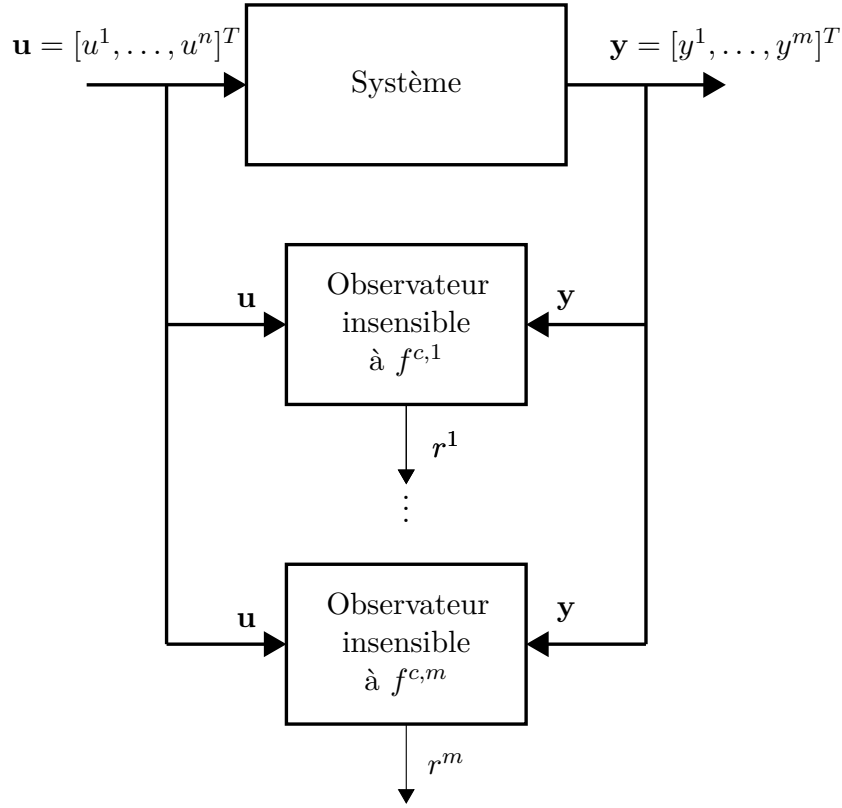 u = [u^1, . . . , u^n]^T
y = [y^1, . . . , y^m]^T
Système
Observateur
insensible
à f^{c,1}
u
y
r^1
⋮
Observateur
insensible
à f^{c,m}
u
y
r^m